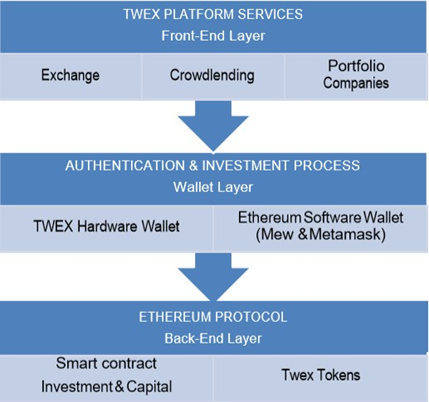 TWEX PLATFORM SERVICES
Front-End Layer
Exchange
Crowdlending
Portfolio
Companies
AUTHENTICATION & INVESTMENT PROCESS
Wallet Layer
TWEX Hardware Wallet
Ethereum Software Wallet
(Mew & Metamask)
ETHEREUM PROTOCOL
Back-End Layer
Smart contract
Investment & Capital
Twex Tokens